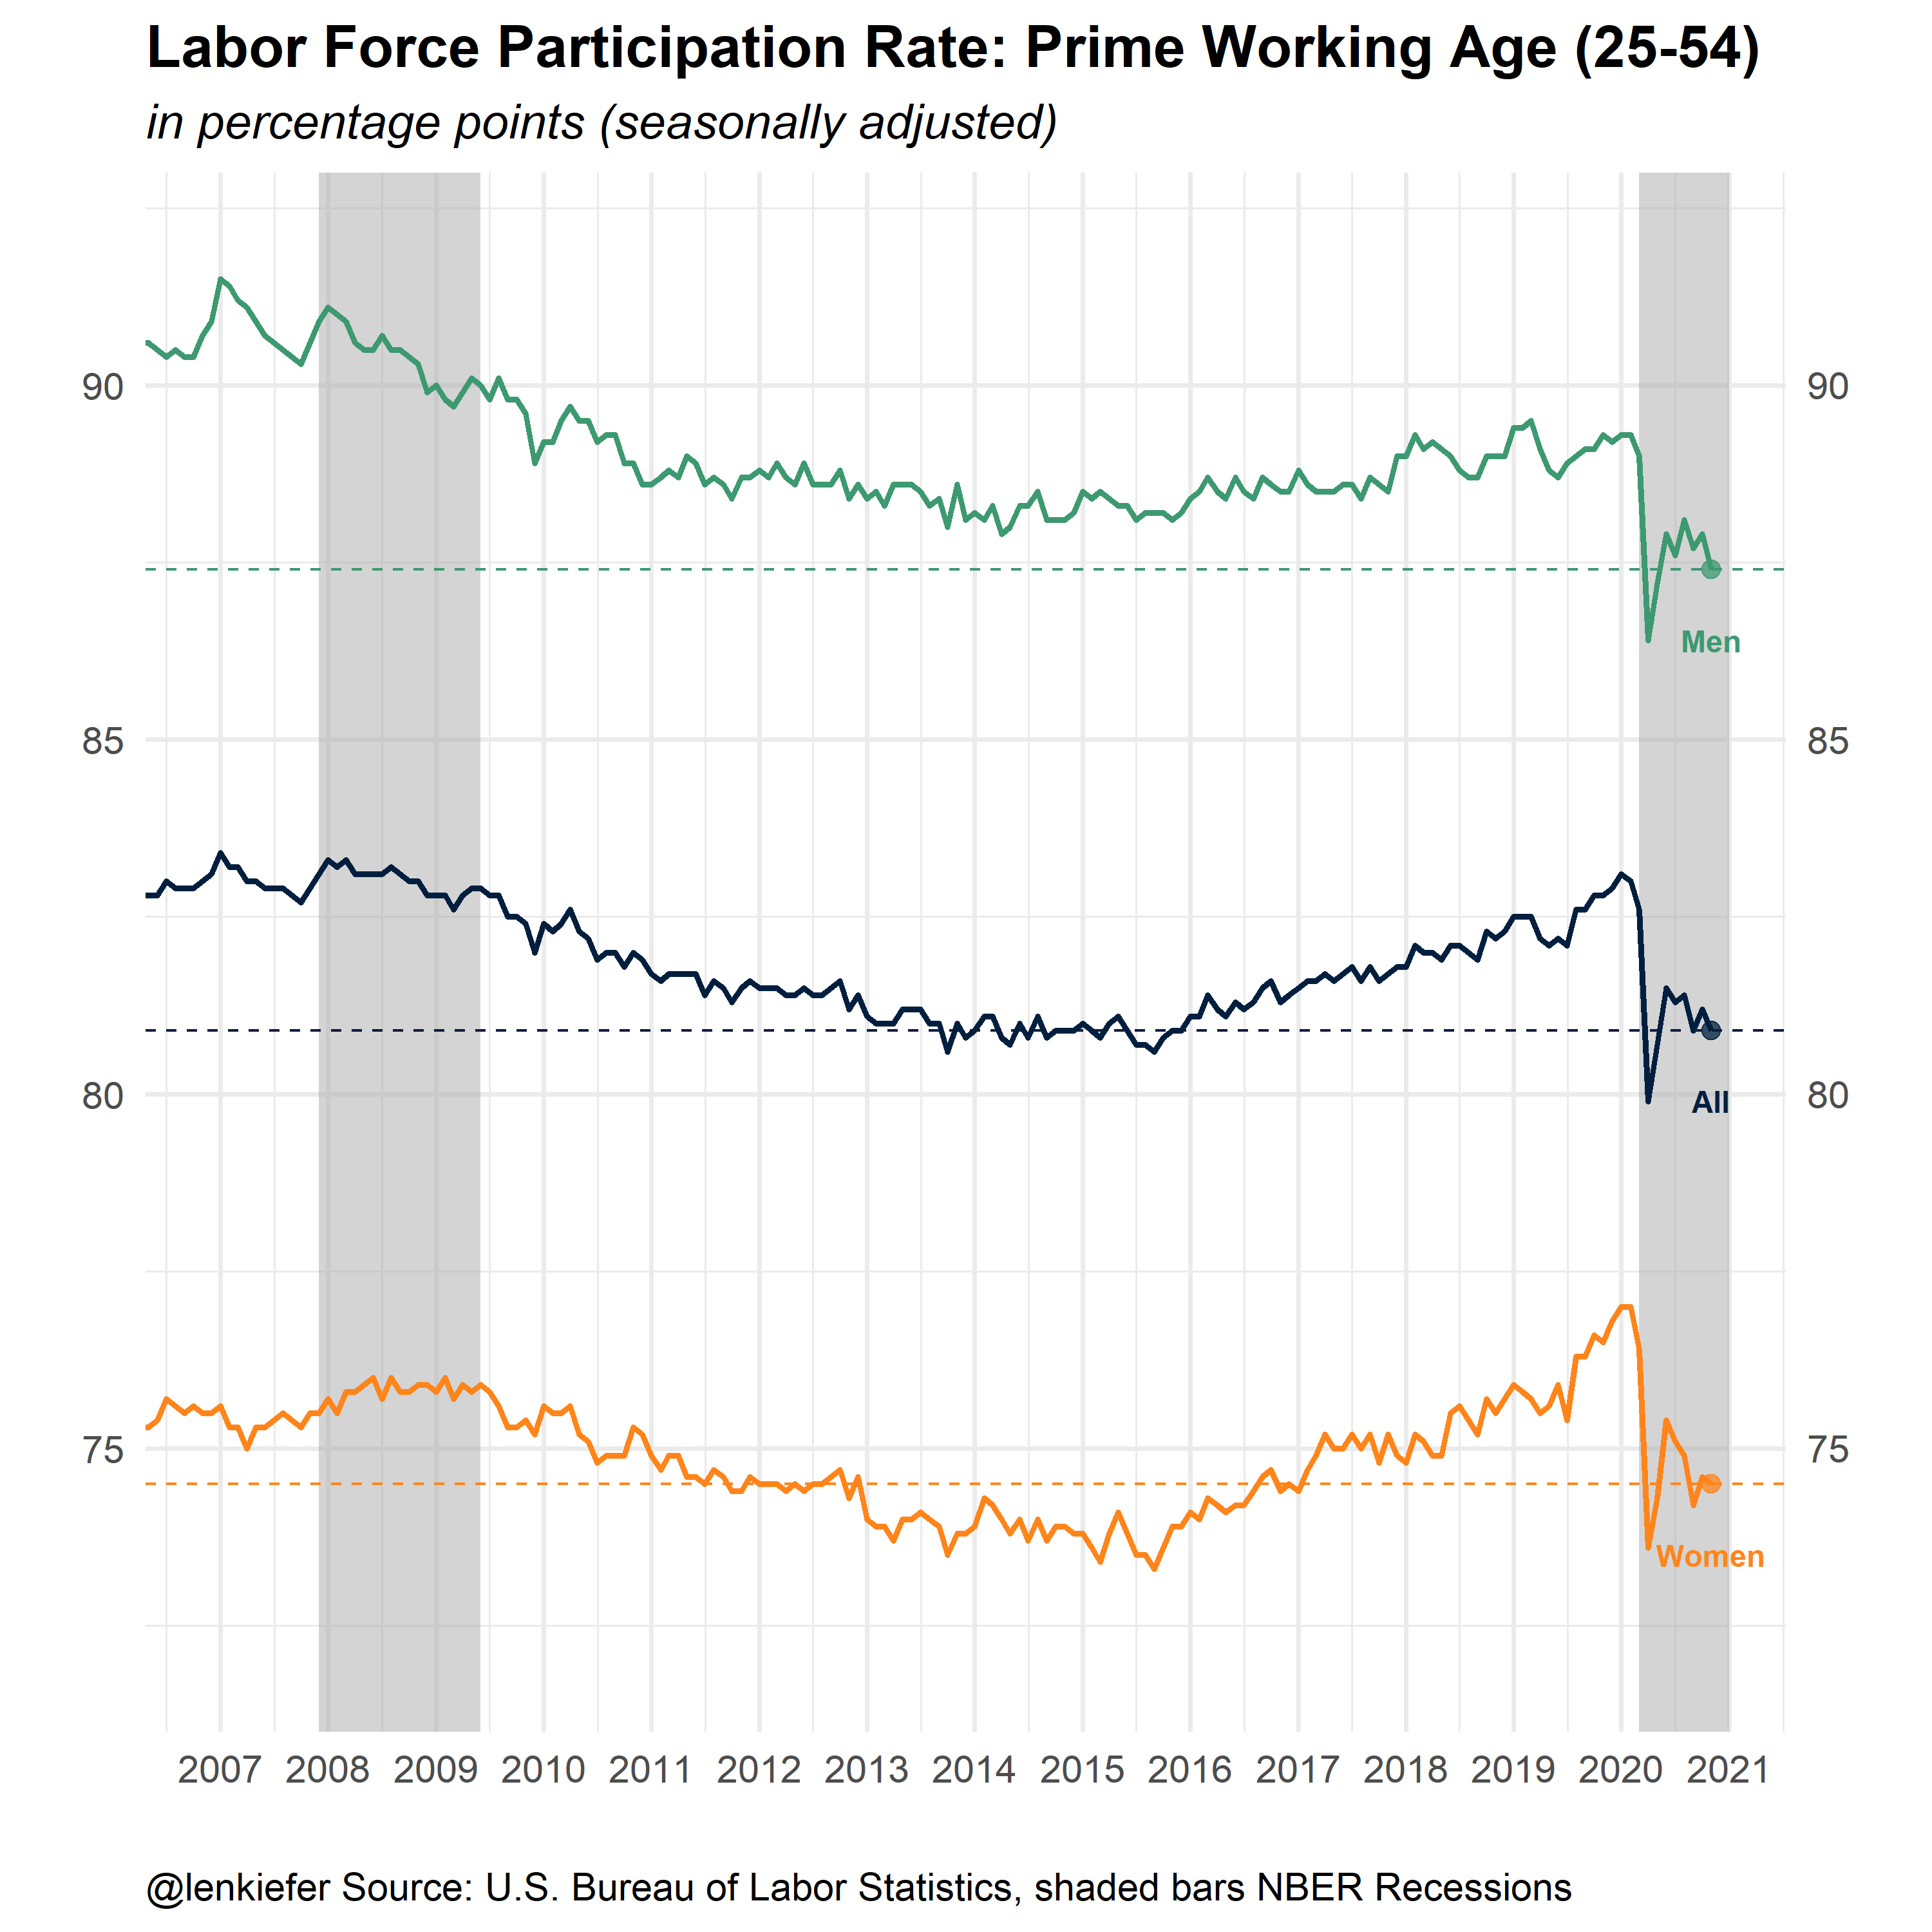 Labor Force Participation Rate: Prime Working Age (25-54)
in percentage points (seasonally adjusted)
90 90
Men
85 85
80 All 80
75 75
Women
2007 2008 2009 2010 2011 2012 2013 2014 2015 2016 2017 2018 2019 2020 2021
@lenkiefer Source: U.S. Bureau of Labor Statistics, shaded bars NBER Recessions